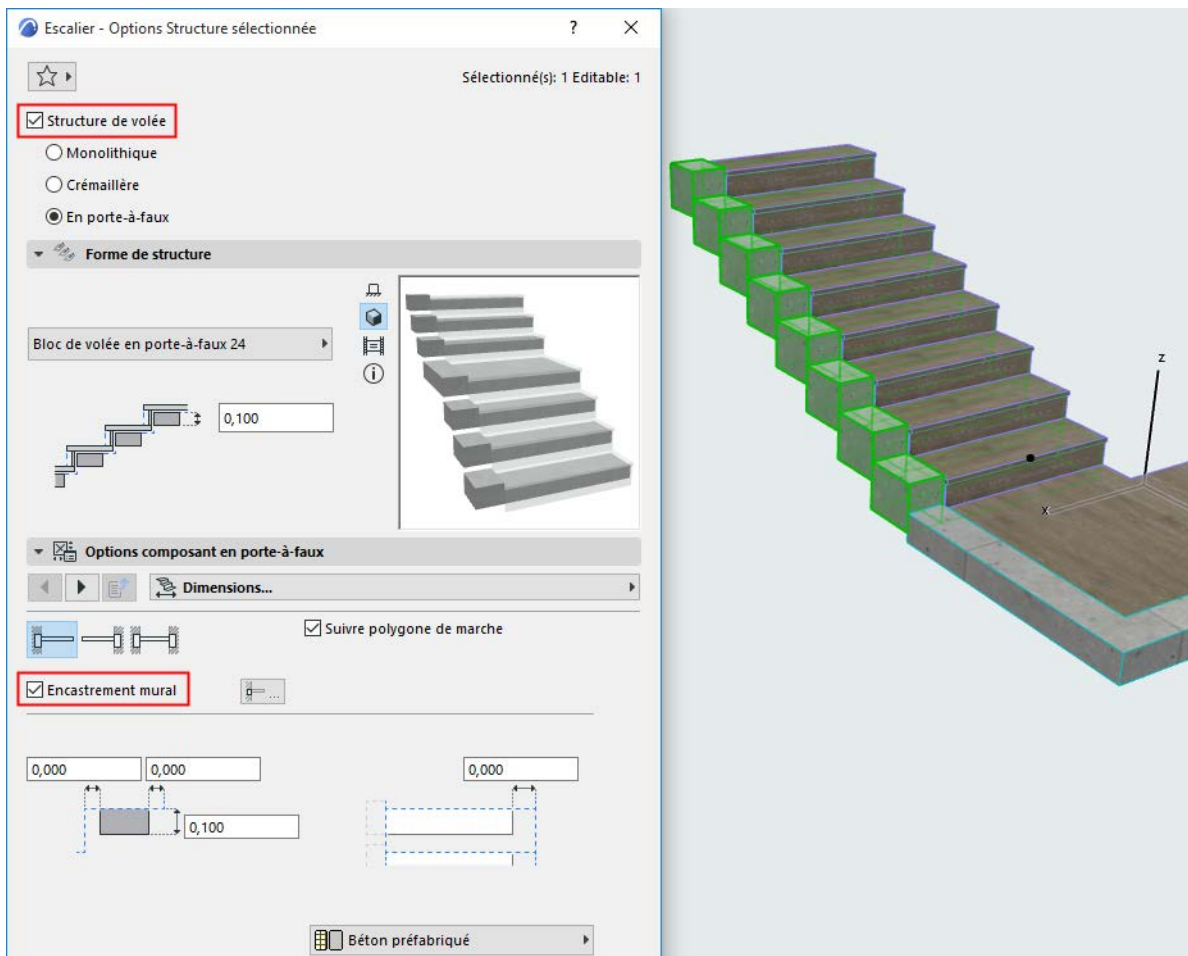 Escalier - Options Structure sélectionnée
?
Sélectionné(s): 1 Editable: 1
Structure de volée
Monolithique
Crémaillère
En porte-à-faux
Forme de structure
Bloc de volée en porte-à-faux 24
0,100
Options composant en porte-à-faux
Dimensions...
Suivre polygone de marche
Encastrement mural
...
0,000 0,000 0,000
0,100
Béton préfabriqué
z
x